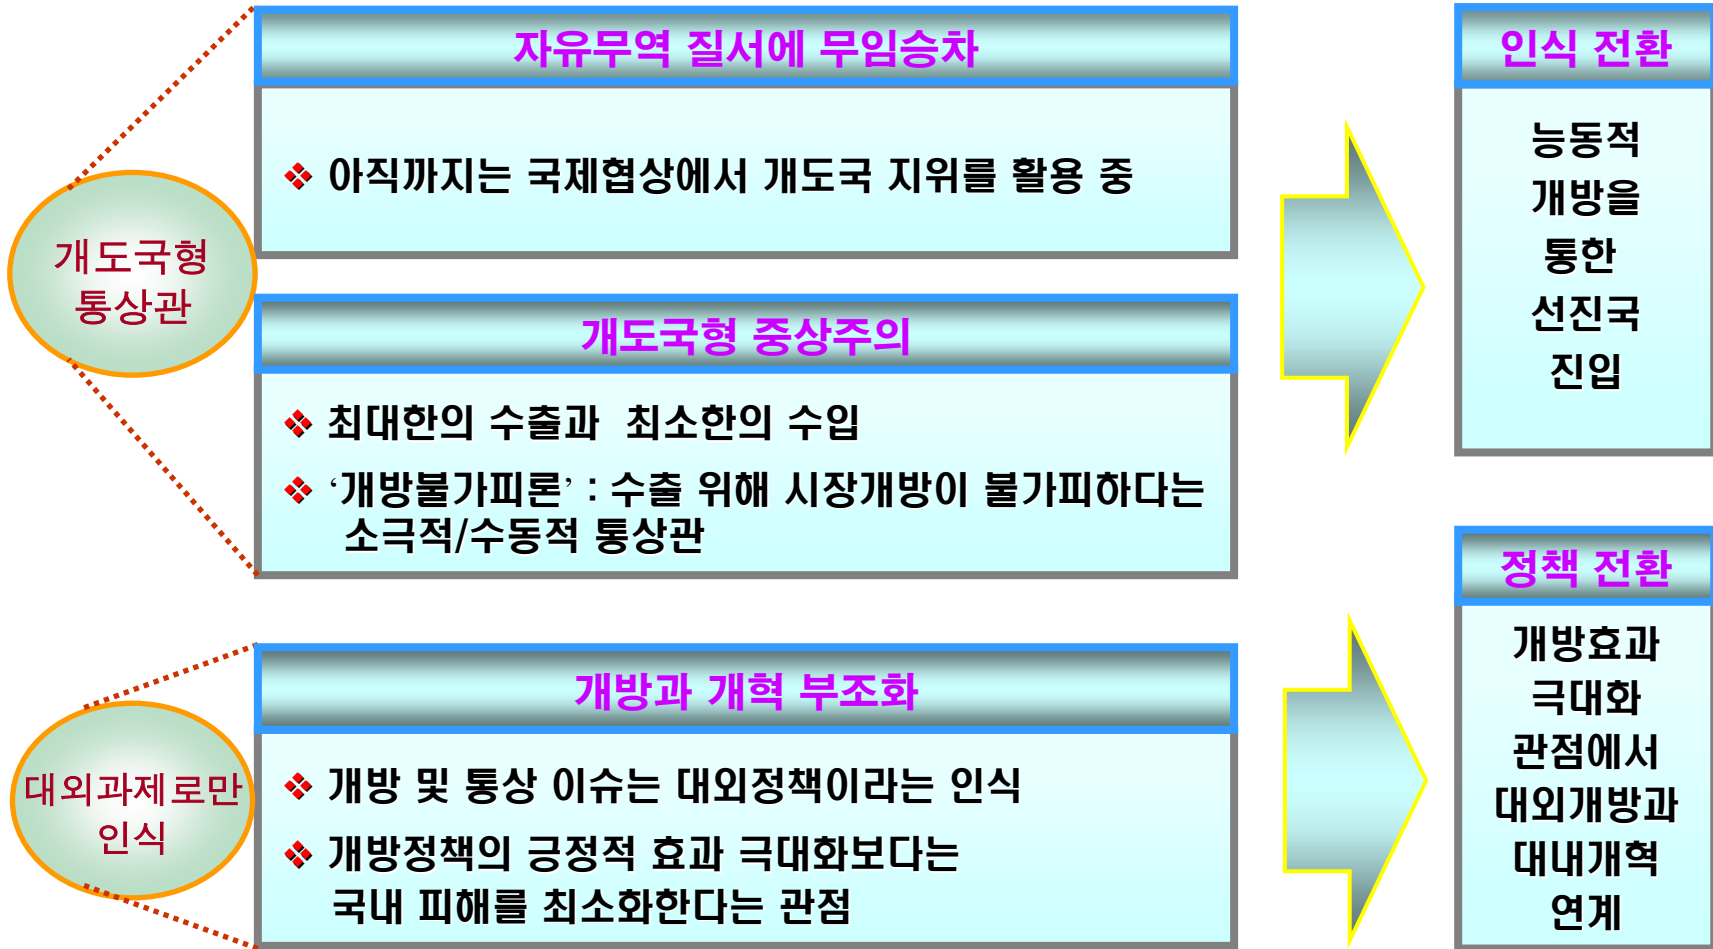 개도국형
통상관
자유무역 질서에 무임승차
❖ 아직까지는 국제협상에서 개도국 지위를 활용 중
개도국형 중상주의
❖ 최대한의 수출과 최소한의 수입
❖ ‘개방불가피론’ : 수출 위해 시장개방이 불가피하다는
소극적/수동적 통상관
인식 전환
능동적
개방을
통한
선진국
진입
대외과제로만
인식
개방과 개혁 부조화
❖ 개방 및 통상 이슈는 대외정책이라는 인식
❖ 개방정책의 긍정적 효과 극대화보다는
국내 피해를 최소화한다는 관점
정책 전환
개방효과
극대화
관점에서
대외개방과
대내개혁
연계